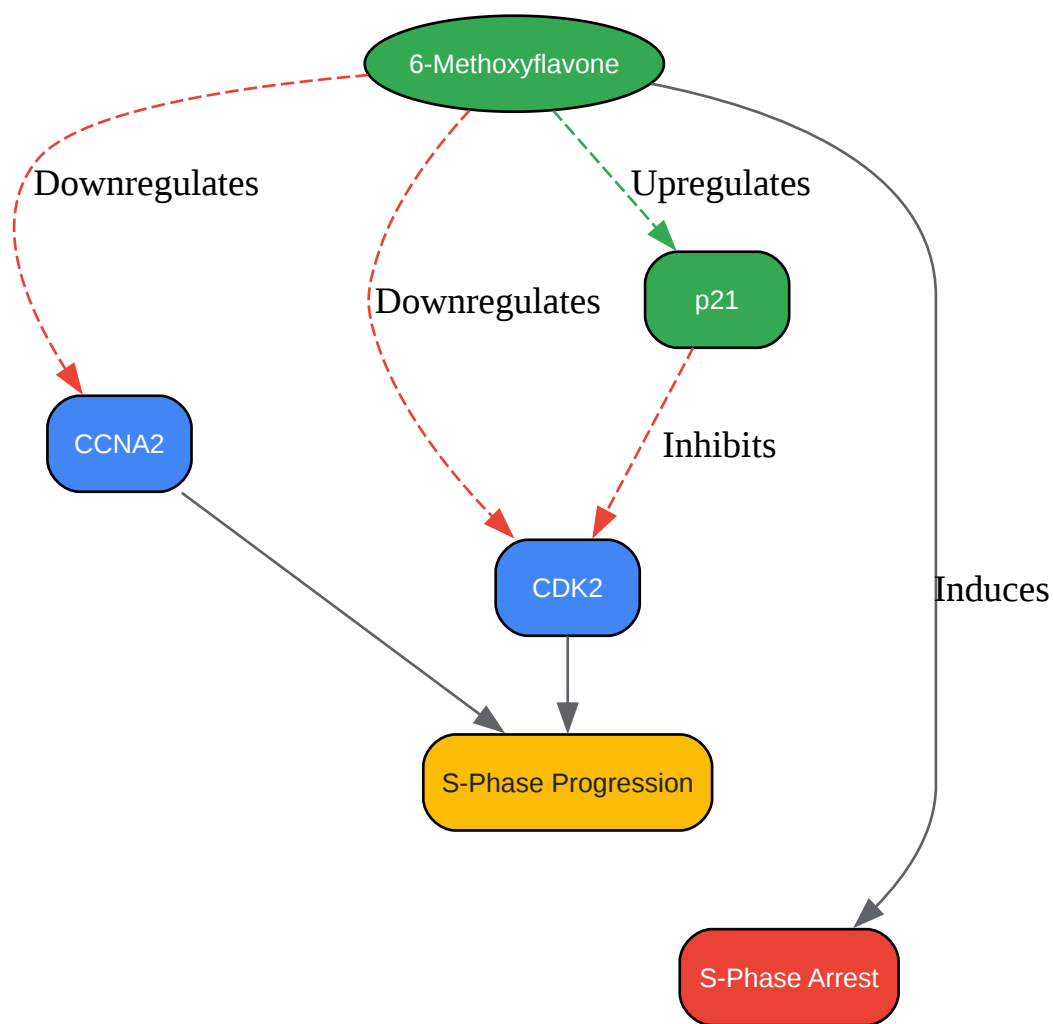 6-Methoxyflavone
Downregulates
Upregulates
Downregulates
p21
CCNA2
Inhibits
CDK2
Induces
S-Phase Progression
S-Phase Arrest